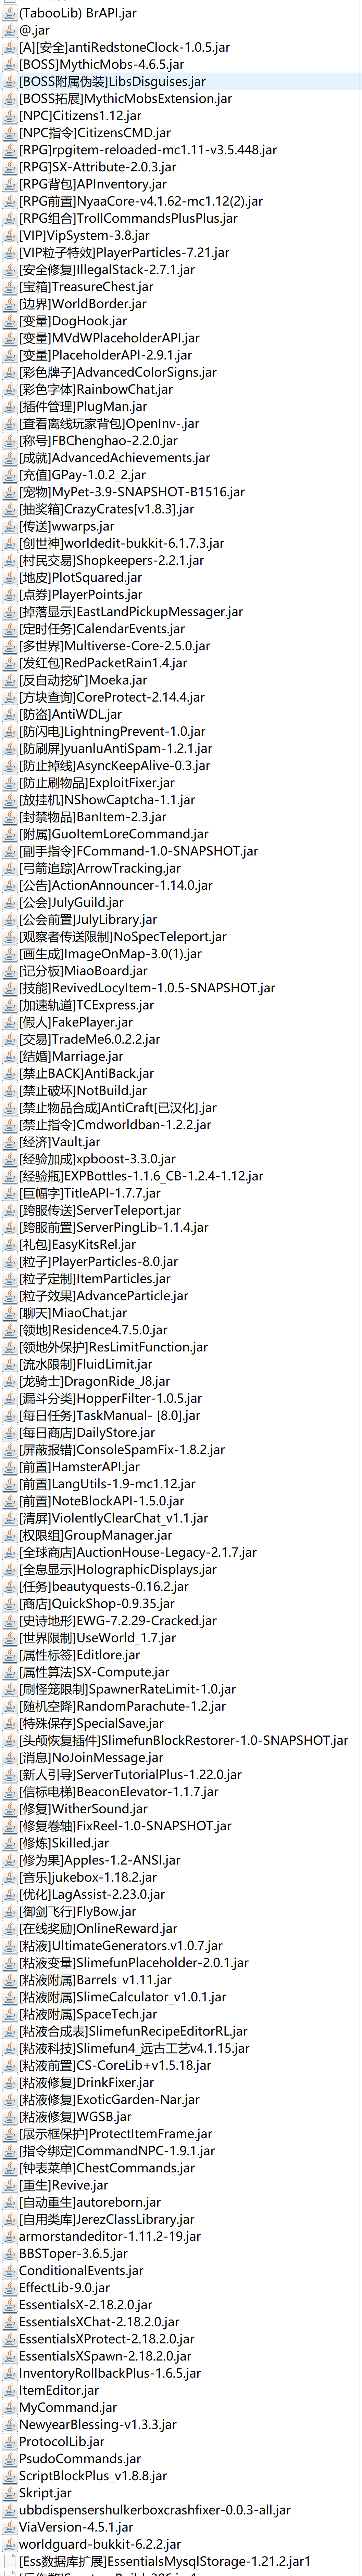 (TabooLib) BrAPI.jar
@.jar
[A][安全]antiRedstoneClock-1.0.5.jar
[BOSS]MythicMobs-4.6.5.jar
[BOSS附属伪装]LibsDisguises.jar
[BOSS拓展]MythicMobsExtension.jar
[NPC]Citizens1.12.jar
[NPC指令]CitizensCMD.jar
[RPG]rpgitem-reloaded-mc1.11-v3.5.448.jar
[RPG]SX-Attribute-2.0.3.jar
[RPG背包]APInventory.jar
[RPG前置]NyaaCore-v4.1.62-mc1.12(2).jar
[RPG组合]TrollCommandsPlusPlus.jar
[VIP]VipSystem-3.8.jar
[VIP粒子特效]PlayerParticles-7.21.jar
[安全修复]IllegalStack-2.7.1.jar
[宝箱]TreasureChest.jar
[边界]WorldBorder.jar
[变量]DogHook.jar
[变量]MVdWPlaceholderAPI.jar
[变量]PlaceholderAPI-2.9.1.jar
[彩色牌子]AdvancedColorSigns.jar
[彩色字体]RainbowChat.jar
[插件管理]PlugMan.jar
[查看离线玩家背包]OpenInv-.jar
[称号]FBChenghao-2.2.0.jar
[成就]AdvancedAchievements.jar
[充值]GPay-1.0.2_2.jar
[宠物]MyPet-3.9-SNAPSHOT-B1516.jar
[抽奖箱]CrazyCrates[v1.8.3].jar
[传送]wwarps.jar
[创世神]worldedit-bukkit-6.1.7.3.jar
[村民交易]Shopkeepers-2.2.1.jar
[地皮]PlotSquared.jar
[点券]PlayerPoints.jar
[掉落显示]EastLandPickupMessager.jar
[定时任务]CalendarEvents.jar
[多世界]Multiverse-Core-2.5.0.jar
[发红包]RedPacketRain1.4.jar
[反自动挖矿]Moeka.jar
[方块查询]CoreProtect-2.14.4.jar
[防盗]AntiWDL.jar
[防闪电]LightningPrevent-1.0.jar
[防刷屏]yuanluAntiSpam-1.2.1.jar
[防止掉线]AsyncKeepAlive-0.3.jar
[防止刷物品]ExploitFixer.jar
[放挂机]NShowCaptcha-1.1.jar
[封禁物品]BanItem-2.3.jar
[附属]GuoItemLoreCommand.jar
[副手指令]FCommand-1.0-SNAPSHOT.jar
[弓箭追踪]ArrowTracking.jar
[公告]ActionAnnouncer-1.14.0.jar
[公会]JulyGuild.jar
[公会前置]JulyLibrary.jar
[观察者传送限制]NoSpecTeleport.jar
[画生成]ImageOnMap-3.0(1).jar
[记分板]MiaoBoard.jar
[技能]RevivedLocyItem-1.0.5-SNAPSHOT.jar
[加速轨道]TCExpress.jar
[假人]FakePlayer.jar
[交易]TradeMe6.0.2.2.jar
[结婚]Marriage.jar
[禁止BACK]AntiBack.jar
[禁止破坏]NotBuild.jar
[禁止物品合成]AntiCraft[已汉化].jar
[禁止指令]Cmdworldban-1.2.2.jar
[经济]Vault.jar
[经验加成]xpboost-3.3.0.jar
[经验瓶]EXPBottles-1.1.6_CB-1.2.4-1.12.jar
[巨幅字]TitleAPI-1.7.7.jar
[跨服传送]ServerTeleport.jar
[跨服前置]ServerPingLib-1.1.4.jar
[礼包]EasyKitsRel.jar
[粒子]PlayerParticles-8.0.jar
[粒子定制]ItemParticles.jar
[粒子效果]AdvanceParticle.jar
[聊天]MiaoChat.jar
[领地]Residence4.7.5.0.jar
[领地外保护]ResLimitFunction.jar
[流水限制]FluidLimit.jar
[龙骑士]DragonRide_J8.jar
[漏斗分类]HopperFilter-1.0.5.jar
[每日任务]TaskManual- [8.0].jar
[每日商店]DailyStore.jar
[屏蔽报错]ConsoleSpamFix-1.8.2.jar
[前置]HamsterAPI.jar
[前置]LangUtils-1.9-mc1.12.jar
[前置]NoteBlockAPI-1.5.0.jar
[清屏]ViolentlyClearChat_v1.1.jar
[权限组]GroupManager.jar
[全球商店]AuctionHouse-Legacy-2.1.7.jar
[全息显示]HolographicDisplays.jar
[任务]beautyquests-0.16.2.jar
[商店]QuickShop-0.9.35.jar
[史诗地形]EWG-7.2.29-Cracked.jar
[世界限制]UseWorld_1.7.jar
[属性标签]Editlore.jar
[属性算法]SX-Compute.jar
[刷怪笼限制]SpawnerRateLimit-1.0.jar
[随机空降]RandomParachute-1.2.jar
[特殊保存]SpecialSave.jar
[头颅恢复插件]SlimefunBlockRestorer-1.0-SNAPSHOT.jar
[消息]NoJoinMessage.jar
[新人引导]ServerTutorialPlus-1.22.0.jar
[信标电梯]BeaconElevator-1.1.7.jar
[修复]WitherSound.jar
[修复卷轴]FixReel-1.0-SNAPSHOT.jar
[修炼]Skilled.jar
[修为果]Apples-1.2-ANSI.jar
[音乐]jukebox-1.18.2.jar
[优化]LagAssist-2.23.0.jar
[御剑飞行]FlyBow.jar
[在线奖励]OnlineReward.jar
[粘液]UltimateGenerators.v1.0.7.jar
[粘液变量]SlimefunPlaceholder-2.0.1.jar
[粘液附属]Barrels_v1.11.jar
[粘液附属]SlimeCalculator_v1.0.1.jar
[粘液附属]SpaceTech.jar
[粘液合成表]SlimefunRecipeEditorRL.jar
[粘液科技]Slimefun4_远古工艺v4.1.15.jar
[粘液前置]CS-CoreLib+v1.5.18.jar
[粘液修复]DrinkFixer.jar
[粘液修复]ExoticGarden-Nar.jar
[粘液修复]WGSB.jar
[展示框保护]ProtectItemFrame.jar
[指令绑定]CommandNPC-1.9.1.jar
[钟表菜单]ChestCommands.jar
[重生]Revive.jar
[自动重生]autoreborn.jar
[自用类库]JerezClassLibrary.jar
armorstandeditor-1.11.2-19.jar
BBSToper-3.6.5.jar
ConditionalEvents.jar
EffectLib-9.0.jar
EssentialsX-2.18.2.0.jar
EssentialsXChat-2.18.2.0.jar
EssentialsXProtect-2.18.2.0.jar
EssentialsXSpawn-2.18.2.0.jar
InventoryRollbackPlus-1.6.5.jar
ItemEditor.jar
MyCommand.jar
NewyearBlessing-v1.3.3.jar
ProtocolLib.jar
PsudoCommands.jar
ScriptBlockPlus_v1.8.8.jar
Skript.jar
ubbdispensershulkerboxcrashfixer-0.0.3-all.jar
ViaVersion-4.5.1.jar
worldguard-bukkit-6.2.2.jar
[Ess数据库扩展]EssentialsMysqlStorage-1.21.2.jar1